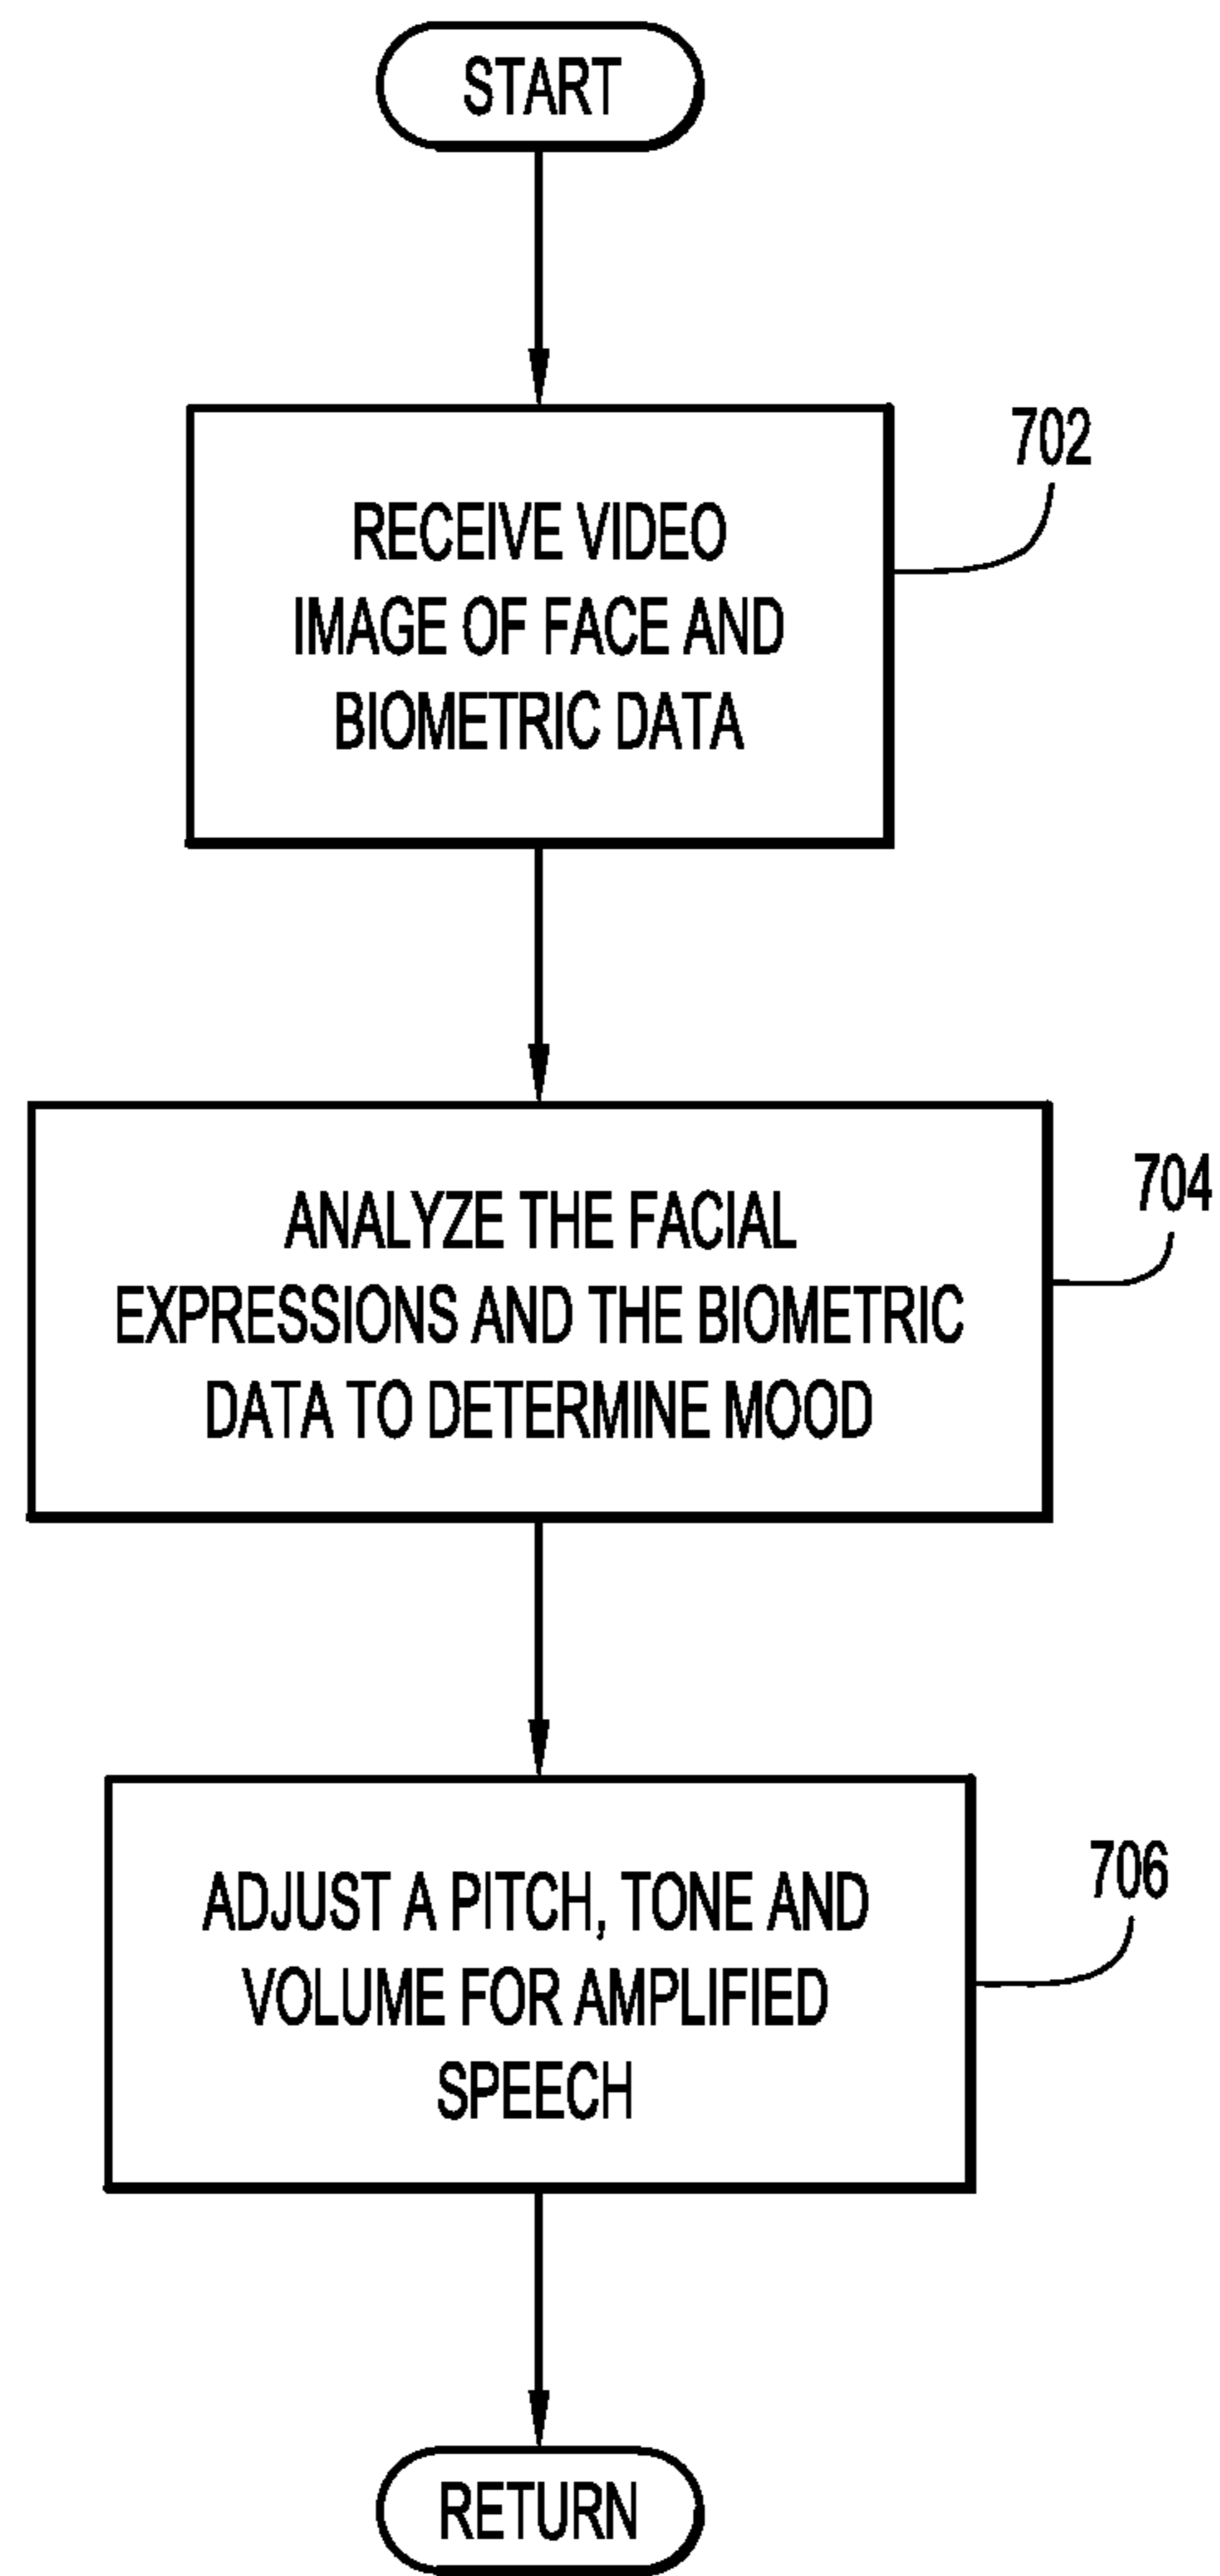 START
702
RECEIVE VIDEO
IMAGE OF FACE AND
BIOMETRIC DATA
704
ANALYZE THE FACIAL
EXPRESSIONS AND THE BIOMETRIC
DATA TO DETERMINE MOOD
706
ADJUST A PITCH, TONE AND
VOLUME FOR AMPLIFIED
SPEECH
RETURN